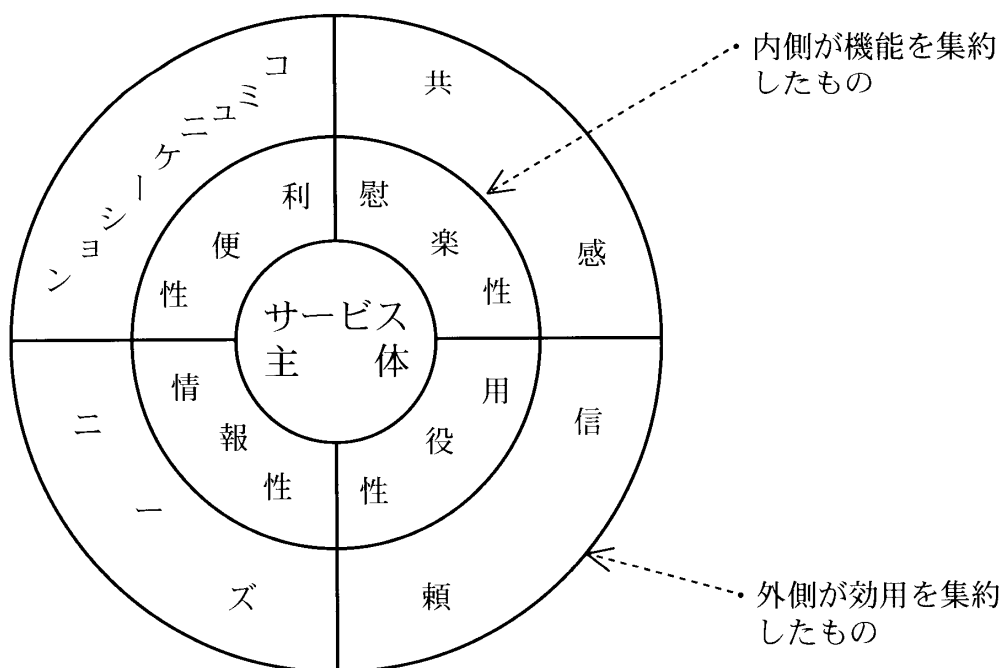 コミュニケーション
共感
・内側が機能を集約
したもの
利便性
慰楽性
サービス
主体
情報性
用役性
ニーズ
信頼
・外側が効用を集約
したもの